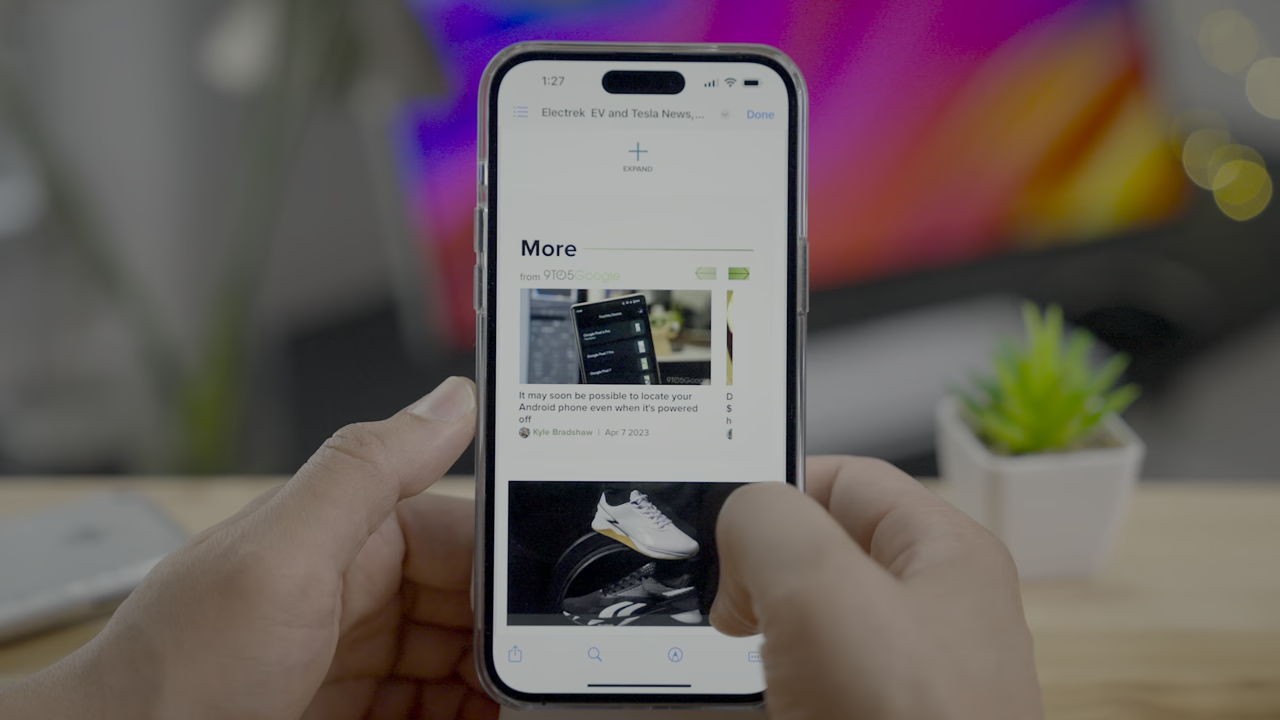 1:27
Electrek EV and Tesla News,...
Done
EXPAND
More
from 9TO5Google
9TO5Google
It may soon be possible to locate your
Android phone even when it's powered
off
Kyle Bradshaw | Apr 7 2023
D
$
h